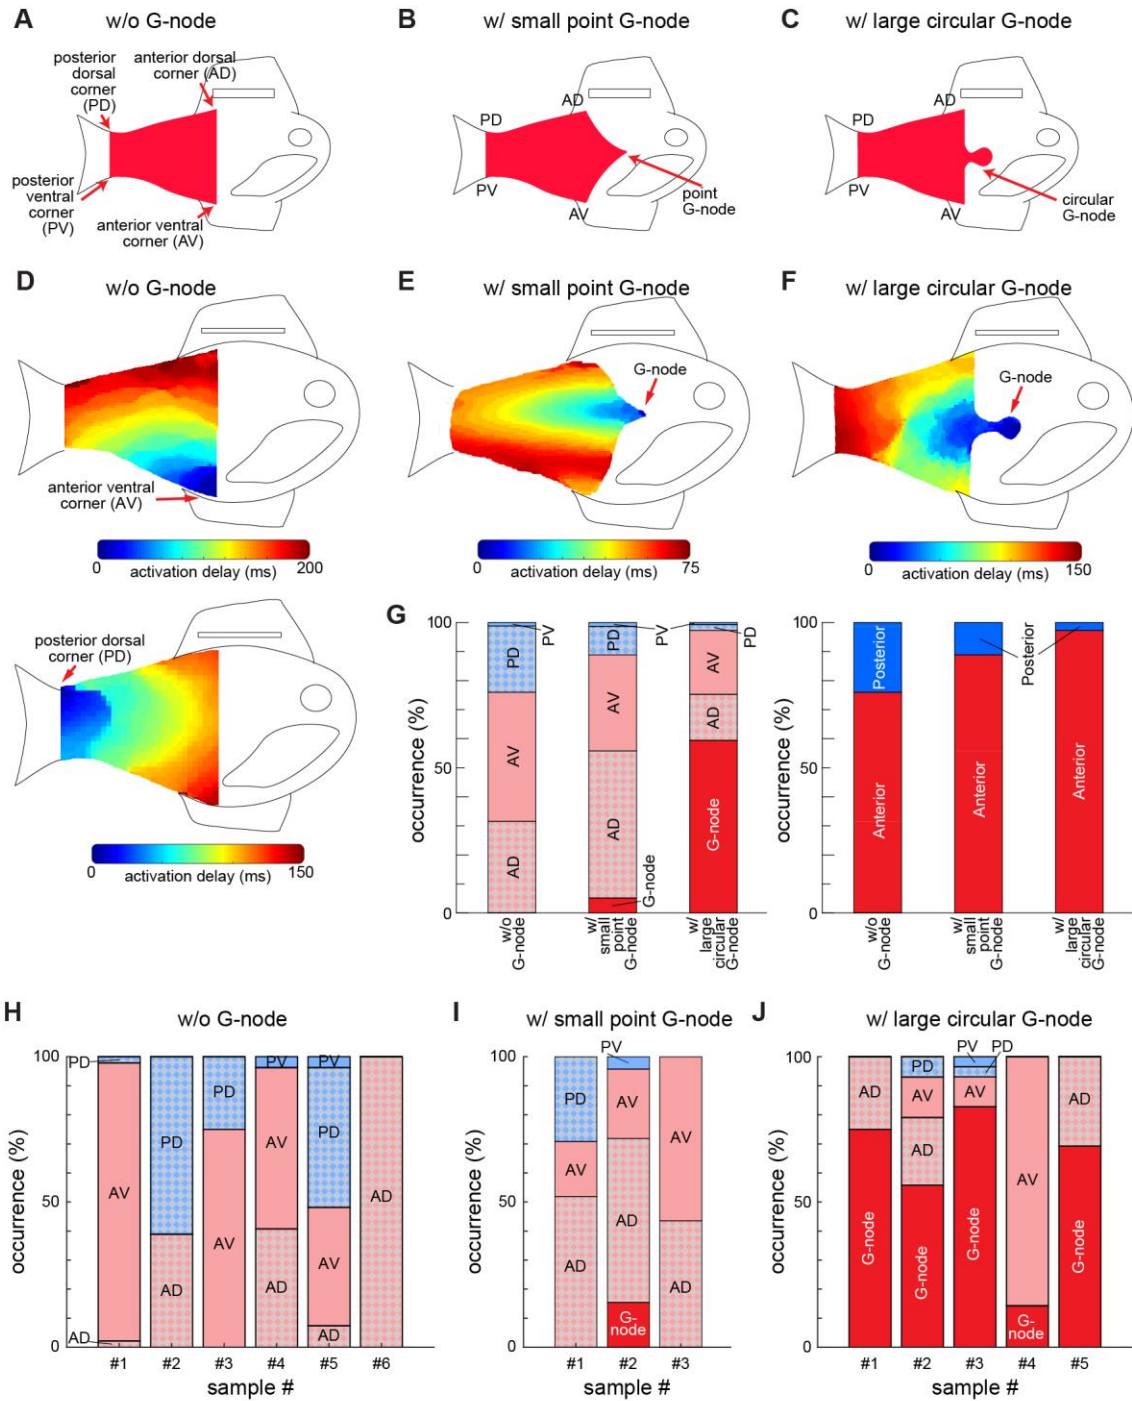 A
w/o G-node
posterior
dorsal
corner
(PD)
anterior dorsal
corner (AD)
posterior
ventral
corner
(PV)
anterior ventral
corner (AV)
B
w/ small point G-node
AD
PD
PV
AV
point
G-node
C
w/ large circular G-node
AD
PD
PV
AV
circular
G-node
D
w/o G-node
anterior ventral
corner (AV)
0
200
activation delay (ms)
posterior dorsal
corner (PD)
0
150
activation delay (ms)
E
w/ small point G-node
G-node
0
75
activation delay (ms)
F
w/ large circular G-node
G-node
0
150
activation delay (ms)
G
occurrence (%)
100
50
0
PV
PD
AV
AD
w/o
G-node
PD
AV
AD
G-node
w/
small
point
G-node
PV
PD
AV
AD
G-node
w/
large
circular
G-node
occurrence (%)
100
50
0
Posterior
Anterior
w/o
G-node
Posterior
Anterior
w/
small
point
G-node
Anterior
w/
large
circular
G-node
H
w/o G-node
occurrence (%)
100
50
0
PD
AV
AD
PD
AD
PD
AV
PV
AV
AD
PV
PD
AV
AD
AD
#1 #2 #3 #4 #5 #6
sample #
I
w/ small point G-node
occurrence (%)
100
50
0
PD
AV
AD
PV
AV
AD
G-
node
AV
AD
#1 #2 #3
sample #
J
w/ large circular G-node
occurrence (%)
100
50
0
AD
G-node
PD
AV
AD
G-node
PV
PD
AV
G-node
AV
G-
node
AD
G-node
#1 #2 #3 #4 #5
sample #